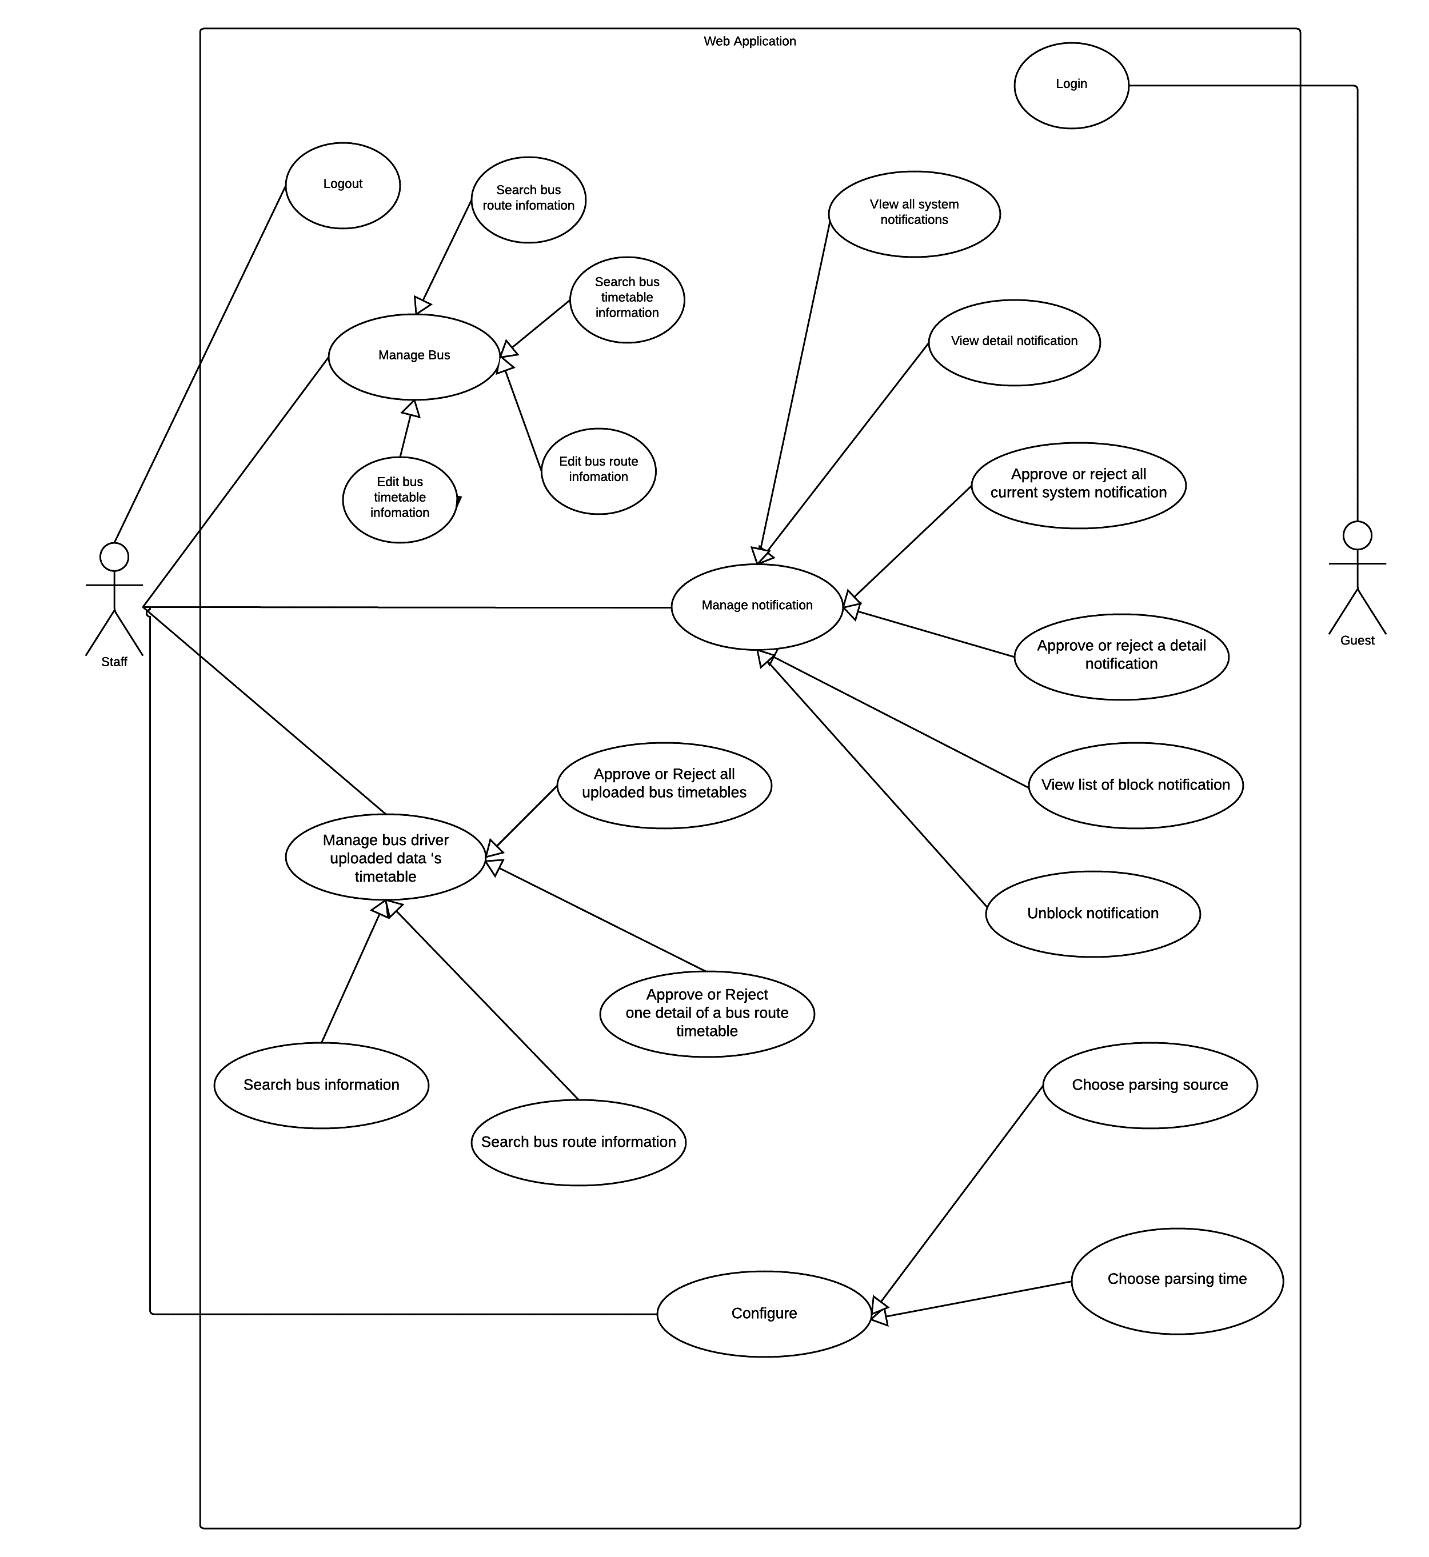 Web Application
Login
Logout
Search bus
route infomation
VIew all system
notifications
Search bus
timetable
information
View detail notification
Manage Bus
Edit bus route
infomation
Edit bus
timetable
infomation
Approve or reject all
current system notification
Manage notification
Staff
Guest
Approve or reject a detail
notification
Approve or Reject all
uploaded bus timetables
View list of block notification
Manage bus driver
uploaded data 's
timetable
Unblock notification
Approve or Reject
one detail of a bus route
timetable
Search bus information
Choose parsing source
Search bus route information
Choose parsing time
Configure